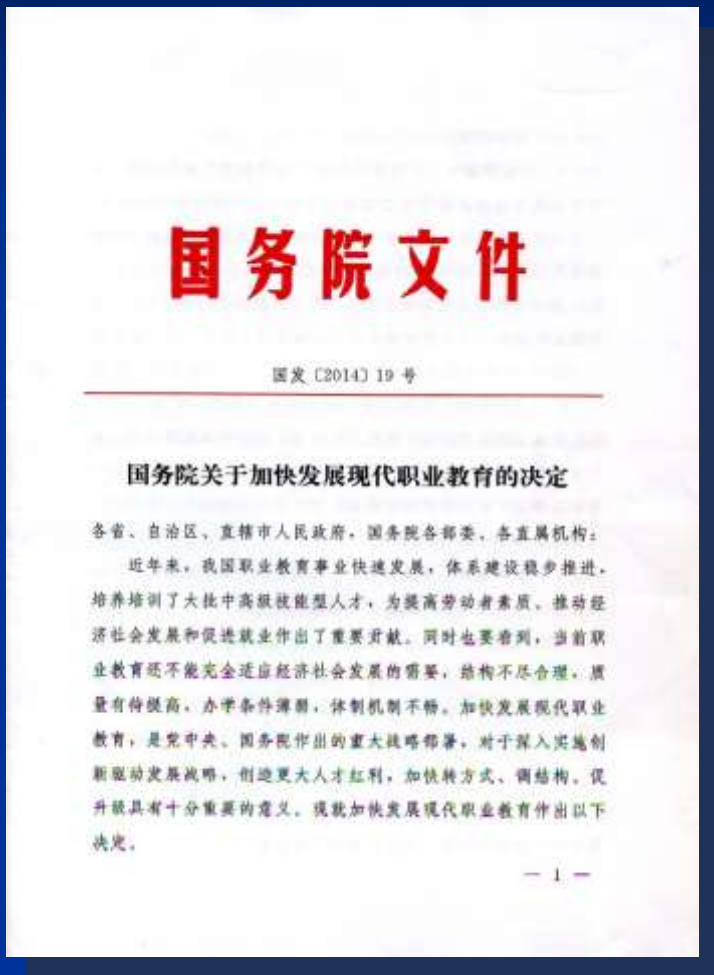 国务院文件
国发〔2014〕19号
国务院关于加快发展现代职业教育的决定
各省、自治区、直辖市人民政府，国务院各部委、各直属机构：
近年来，我国职业教育事业快速发展，体系建设稳步推进，
培养培训了大批中高级技能型人才，为提高劳动者素质、推动经
济社会发展和促进就业作出了重要贡献。同时也要看到，当前职
业教育还不能完全适应经济社会发展的需要，结构不尽合理，质
量有待提高，办学条件薄弱，体制机制不畅。加快发展现代职业
教育，是党中央、国务院作出的重大战略部署，对于深入实施创
新驱动发展战略，创造更大人才红利，加快转方式、调结构、促
升级具有十分重要的意义。现就加快发展现代职业教育作出以下
决定。
— 1 —